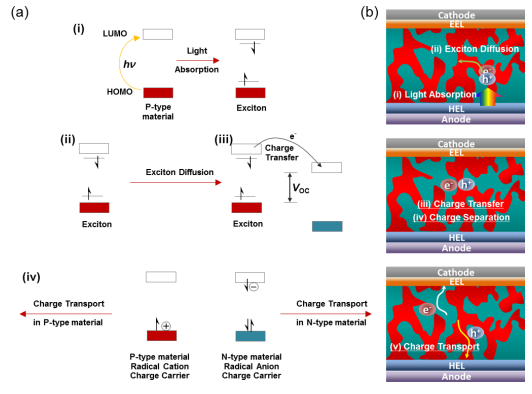 (a)
(i)
LUMO
hν
HOMO
P-type
material
Light
Absorption
Exciton
(ii)
Exciton
Exciton Diffusion
(iii)
e-
Charge
Transfer
VOC
Exciton
(iv)
Charge Transport
in P-type material
P-type material
Radical Cation
Charge Carrier
N-type material
Radical Anion
Charge Carrier
Charge Transport
in N-type material
(b)
Cathode
EEL
(ii) Exciton Diffusion
e-
h+
(i) Light Absorption
HEL
Anode
Cathode
EEL
e-
h+
(iii) Charge Transfer
(iv) Charge Separation
HEL
Anode
Cathode
EEL
e-
h+
(v) Charge Transport
HEL
Anode